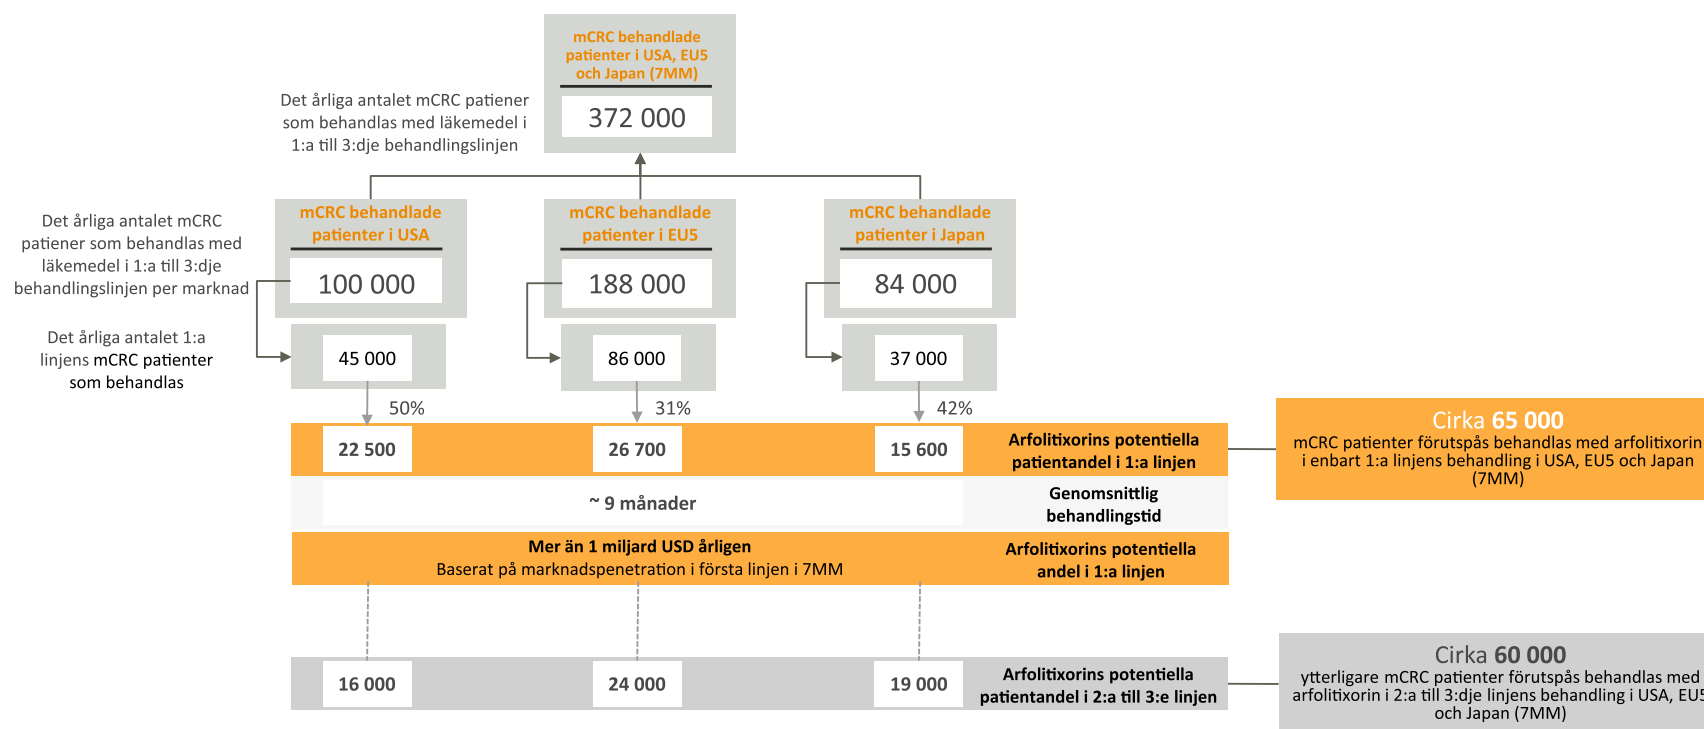 mCRC behandlade
patienter i USA, EU5
och Japan (7MM)
372 000
Det årliga antalet mCRC patiener
som behandlas med läkemedel i
1:a till 3:dje behandlingslinjen
Det årliga antalet mCRC
patiener som behandlas med
läkemedel i 1:a till 3:dje
behandlingslinjen per marknad
mCRC behandlade
patienter i USA
100 000
mCRC behandlade
patienter i EU5
188 000
mCRC behandlade
patienter i Japan
84 000
Det årliga antalet 1:a
linjens mCRC patienter
som behandlas
45 000
86 000
37 000
50%
31%
42%
22 500
26 700
15 600
Arfolitixorins potentiella
patientandel i 1:a linjen
Cirka 65 000
mCRC patienter förutspås behandlas med arfolitixorin
i enbart 1:a linjens behandling i USA, EU5 och Japan
(7MM)
~ 9 månader
Genomsnittlig
behandlingstid
Mer än 1 miljard USD årligen
Baserat på marknadspenetration i första linjen i 7MM
Arfolitixorins potentiella
andel i 1:a linjen
16 000
24 000
19 000
Arfolitixorins potentiella
patientandel i 2:a till 3:e linjen
Cirka 60 000
ytterligare mCRC patienter förutspås behandlas med
arfolitixorin i 2:a till 3:dje linjens behandling i USA, EU5
och Japan (7MM)